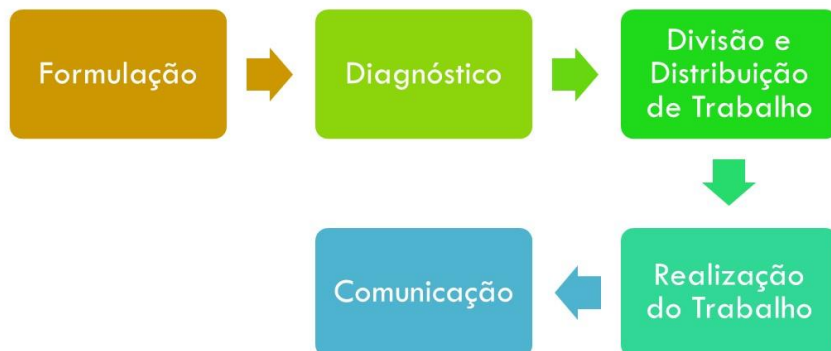 Formulação
Diagnóstico
Divisão e
Distribuição
de Trabalho
Realização
do Trabalho
Comunicação